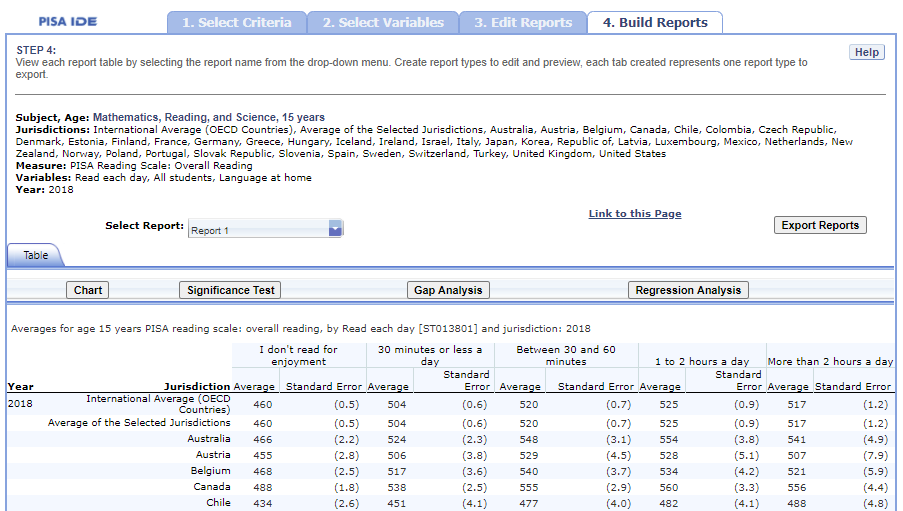 PISA IDE
1. Select Criteria 2. Select Variables 3. Edit Reports 4. Build Reports
STEP 4:
Help
View each report table by selecting the report name from the drop-down menu. Create report types to edit and preview, each tab created represents one report type to
export.
Subject, Age: Mathematics, Reading, and Science, 15 years
Jurisdictions: International Average (OECD Countries), Average of the Selected Jurisdictions, Australia, Austria, Belgium, Canada, Chile, Colombia, Czech Republic,
Denmark, Estonia, Finland, France, Germany, Greece, Hungary, Iceland, Ireland, Israel, Italy, Japan, Korea, Republic of, Latvia, Luxembourg, Mexico, Netherlands, New
Zealand, Norway, Poland, Portugal, Slovak Republic, Slovenia, Spain, Sweden, Switzerland, Turkey, United Kingdom, United States
Measure: PISA Reading Scale: Overall Reading
Variables: Read each day, All students, Language at home
Year: 2018
Link to this Page
Select Report: Report 1 Export Reports
Table
Chart Significance Test Gap Analysis Regression Analysis
Averages for age 15 years PISA reading scale: overall reading, by Read each day [ST013801] and jurisdiction: 2018
I don't read for 30 minutes or less a Between 30 and 60
enjoyment day minutes 1 to 2 hours a day More than 2 hours a day
Standard Standard
Year Jurisdiction Average Standard Error Average Error Average Standard Error Average Error Average Standard Error
2018 International Average (OECD
Countries) 460 (0.5) 504 (0.6) 520 (0.7) 525 (0.9) 517 (1.2)
Average of the Selected Jurisdictions 460 (0.5) 504 (0.6) 520 (0.7) 525 (0.9) 517 (1.2)
Australia 466 (2.2) 524 (2.3) 548 (3.1) 554 (3.8) 541 (4.9)
Austria 455 (2.8) 506 (3.8) 529 (4.5) 528 (5.1) 507 (7.9)
Belgium 468 (2.5) 517 (3.6) 540 (3.7) 534 (4.2) 521 (5.9)
Canada 488 (1.8) 538 (2.5) 555 (2.9) 560 (3.3) 556 (4.4)
Chile 434 (2.6) 451 (4.1) 477 (4.0) 482 (4.1) 488 (4.8)